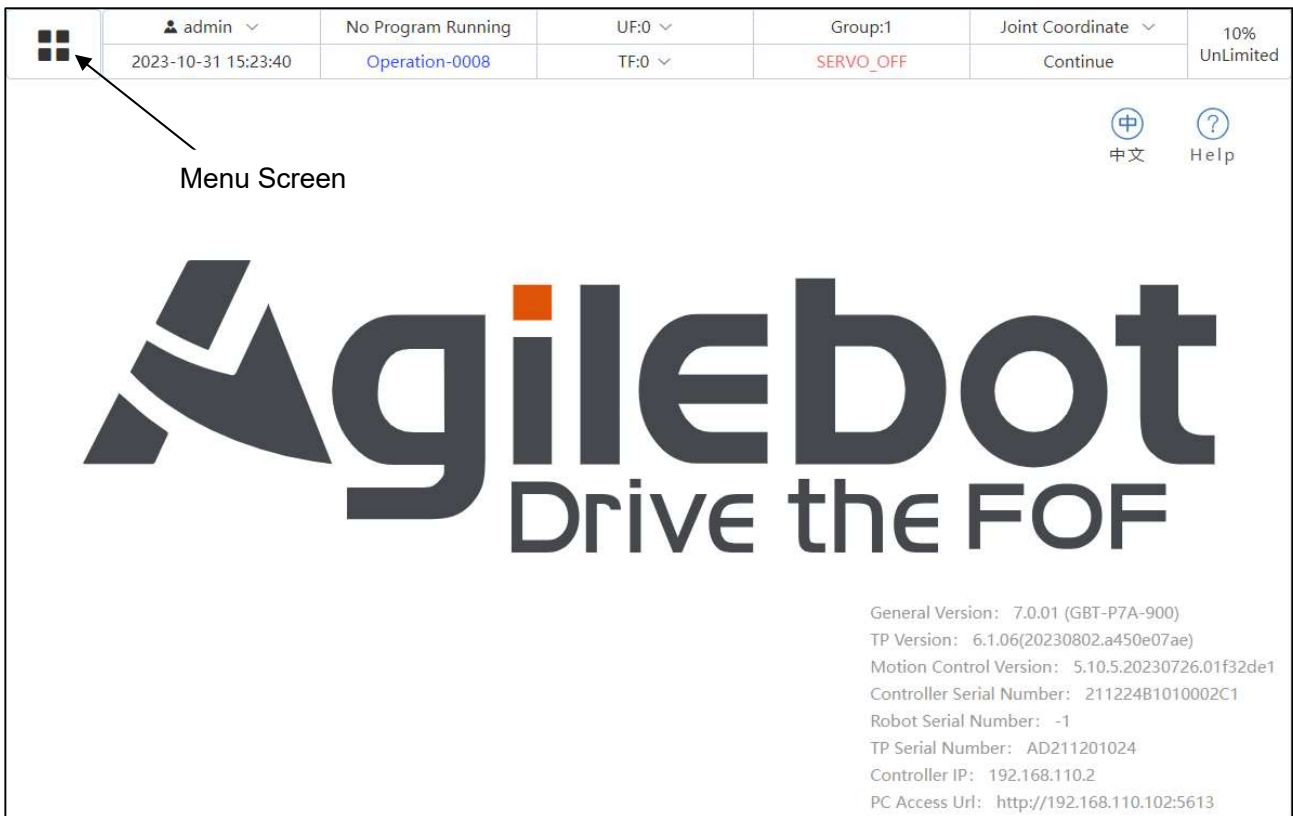 admin No Program Running UF:0 Group:1 Joint Coordinate 10%
2023-10-31 15:23:40 Operation-0008 TF:0 SERVO_OFF Continue UnLimited
中
?
中文 Help
Menu Screen
Agilebot
Drive the FOF
General Version: 7.0.01 (GBT-P7A-900)
TP Version: 6.1.06(20230802.a450e07ae)
Motion Control Version: 5.10.5.20230726.01f32de1
Controller Serial Number: 211224B1010002C1
Robot Serial Number: -1
TP Serial Number: AD211201024
Controller IP: 192.168.110.2
PC Access Url: http://192.168.110.102:5613